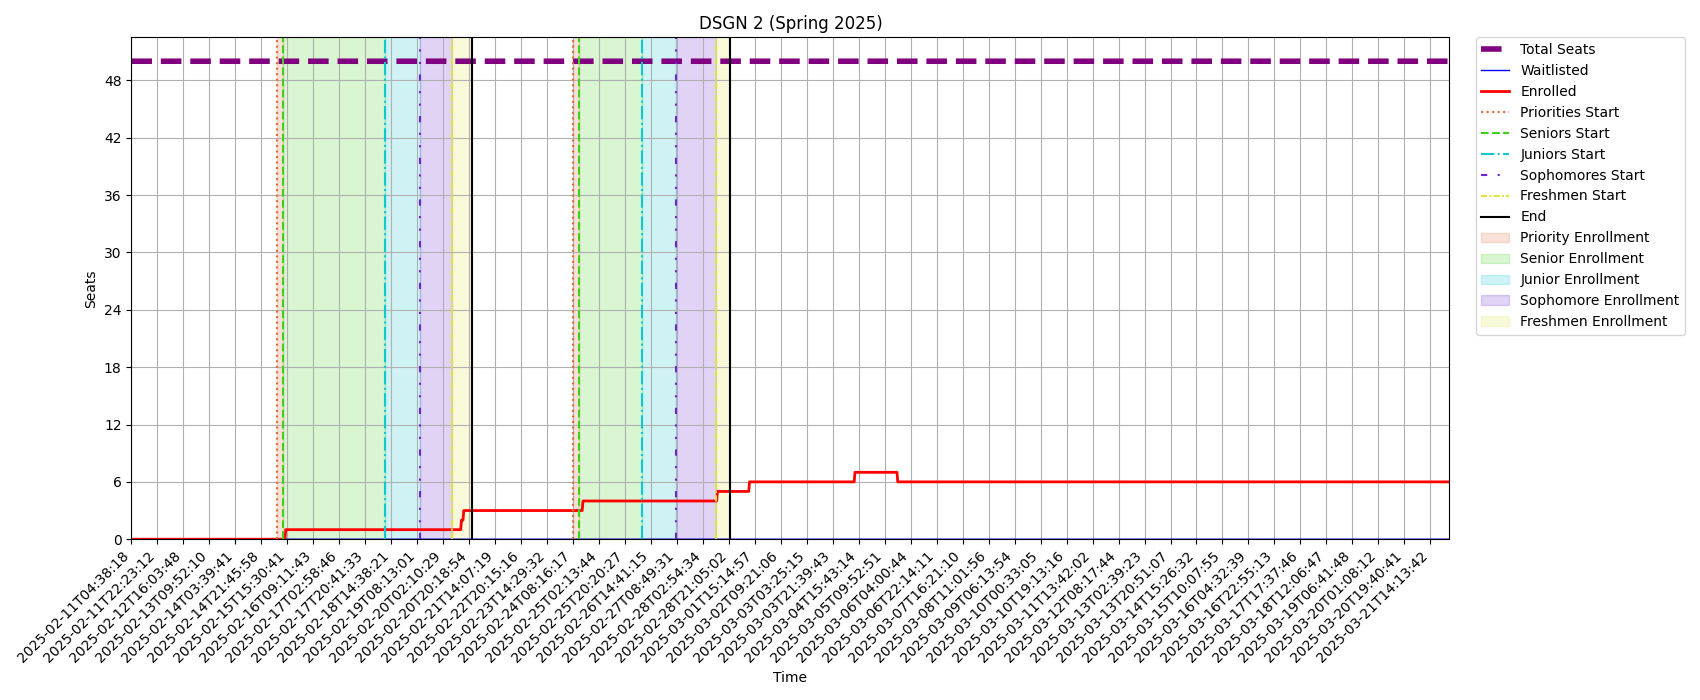 DSGN 2 (Spring 2025)
Seats
48
42
36
30
24
18
12
6
0
2025-02-11T04:38:18
2025-02-11T22:23:12
2025-02-12T16:03:48
2025-02-13T09:52:10
2025-02-14T03:39:41
2025-02-14T21:45:58
2025-02-15T15:30:41
2025-02-16T09:11:43
2025-02-17T02:58:46
2025-02-17T20:41:33
2025-02-18T14:38:21
2025-02-19T08:13:01
2025-02-20T02:10:29
2025-02-20T20:18:54
2025-02-21T14:07:19
2025-02-22T20:15:16
2025-02-23T14:29:32
2025-02-24T08:16:17
2025-02-25T02:13:44
2025-02-25T20:20:27
2025-02-26T14:41:15
2025-02-27T08:49:31
2025-02-28T02:54:34
2025-02-28T21:05:02
2025-03-01T15:14:57
2025-03-02T09:21:06
2025-03-03T03:25:15
2025-03-03T21:39:43
2025-03-04T15:43:14
2025-03-05T09:52:51
2025-03-06T04:00:44
2025-03-06T22:14:11
2025-03-07T16:21:10
2025-03-08T11:01:56
2025-03-09T06:13:54
2025-03-10T00:33:05
2025-03-10T19:13:16
2025-03-11T13:42:02
2025-03-12T08:17:44
2025-03-13T02:39:23
2025-03-13T20:51:07
2025-03-14T15:26:32
2025-03-15T10:07:55
2025-03-16T04:32:39
2025-03-16T22:55:13
2025-03-17T17:37:46
2025-03-18T12:06:47
2025-03-19T06:41:48
2025-03-20T01:08:12
2025-03-20T19:40:41
2025-03-21T14:13:42
Time
Total Seats
Waitlisted
Enrolled
Priorities Start
Seniors Start
Juniors Start
Sophomores Start
Freshmen Start
End
Priority Enrollment
Senior Enrollment
Junior Enrollment
Sophomore Enrollment
Freshmen Enrollment